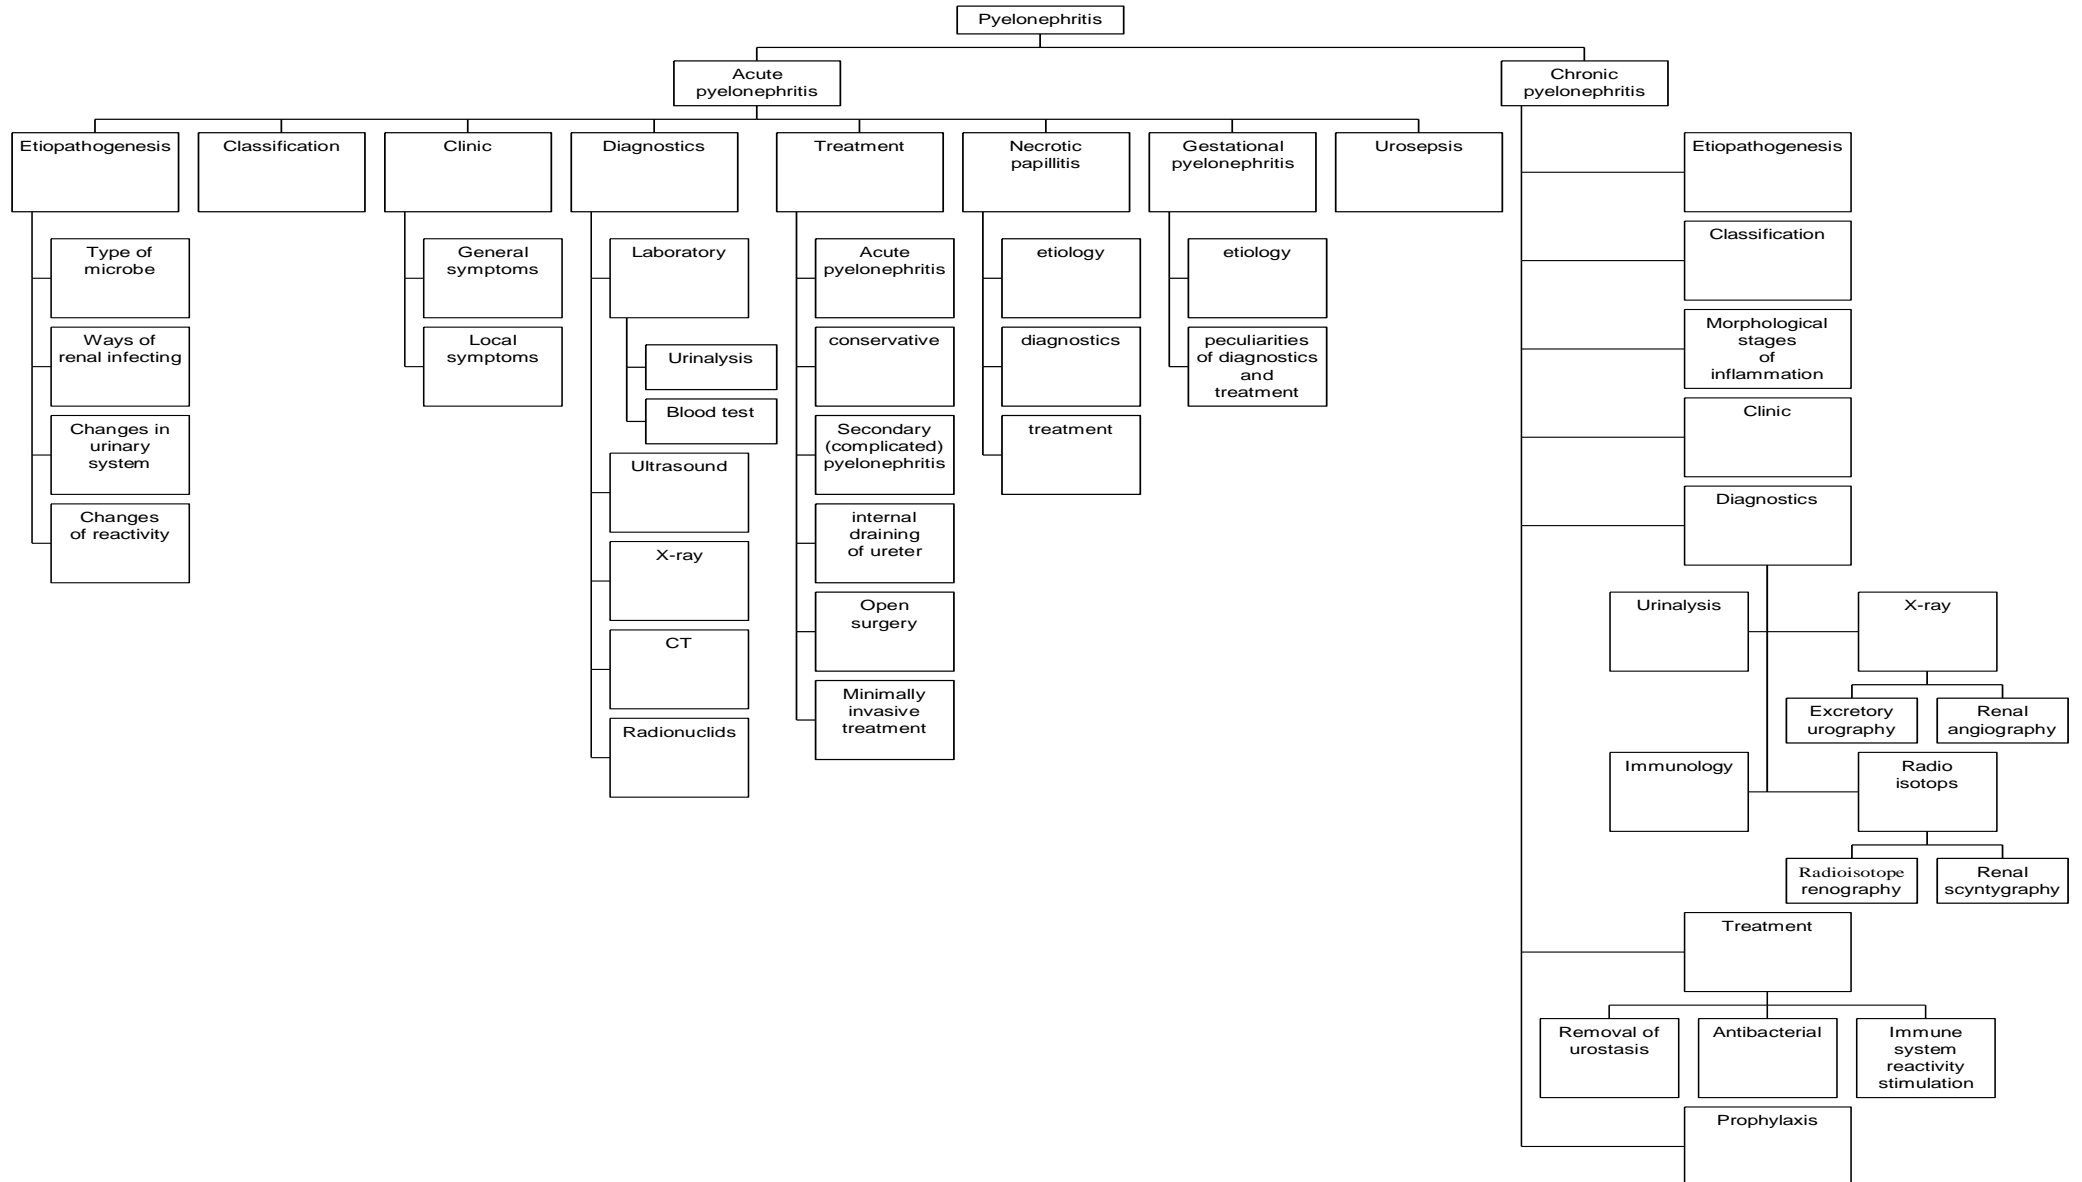 Pyelonephritis
Acute
pyelonephritis
Chronic
pyelonephritis
Etiopathogenesis
Classification
Clinic
Diagnostics
Treatment
Necrotic
papillitis
Gestational
pyelonephritis
Urosepsis
Type of
microbe
Ways of
renal infecting
Changes in
urinary
system
Changes
of reactivity
General
symptoms
Local
symptoms
Laboratory
Urinalysis
Blood test
Ultrasound
X-ray
CT
Radionuclids
Acute
pyelonephritis
conservative
Secondary
(complicated)
pyelonephritis
internal
draining
of ureter
Open
surgery
Minimally
invasive
treatment
etiology
diagnostics
treatment
etiology
peculiarities
of diagnostics
and
treatment
Etiopathogenesis
Classification
Morphological
stages
of
inflammation
Clinic
Diagnostics
Urinalysis
X-ray
Excretory
urography
Renal
angiography
Immunology
Radio
isotops
Radioisotope
renography
Renal
scyntygraphy
Treatment
Removal of
urostasis
Antibacterial
Immune
system
reactivity
stimulation
Prophylaxis